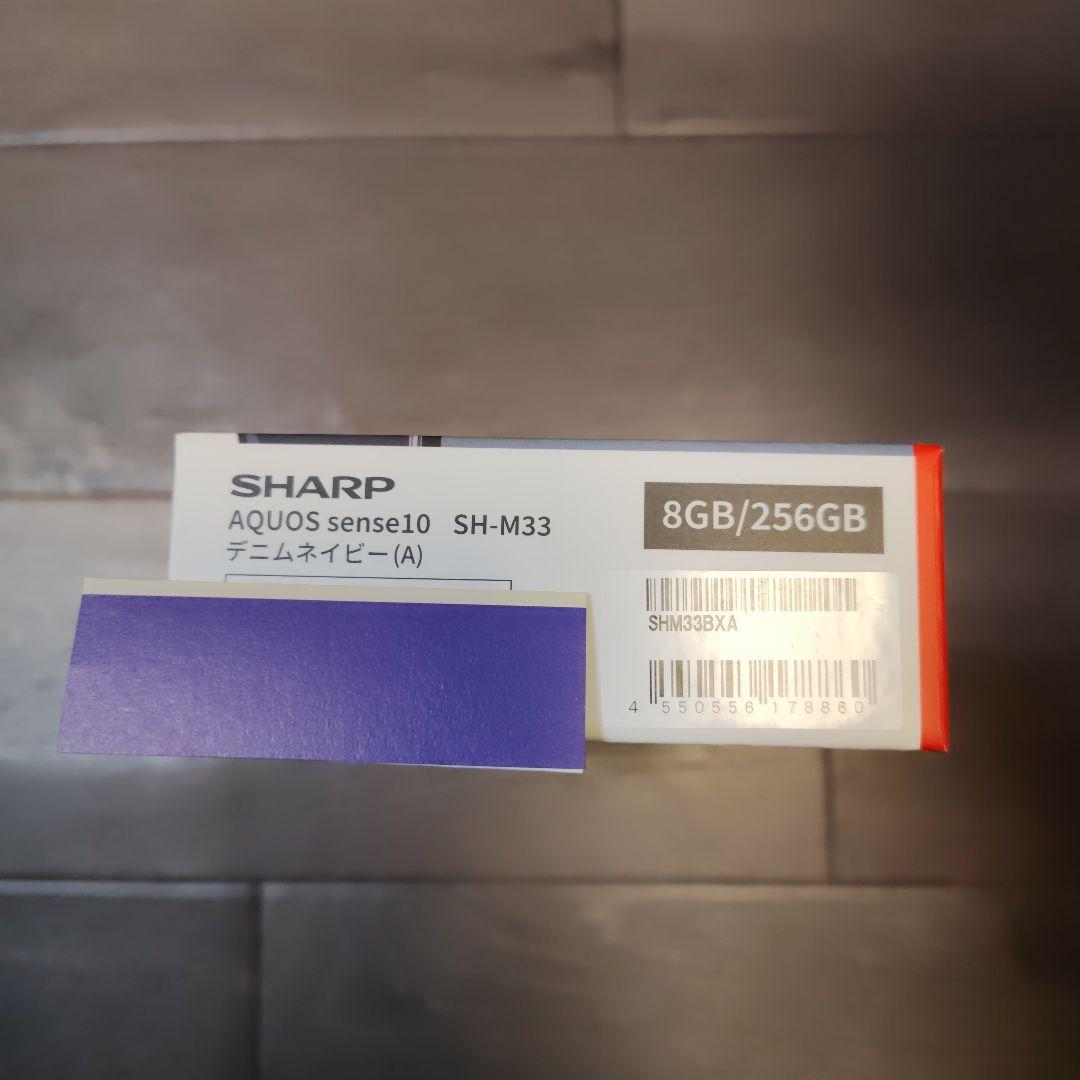 SHARP
AQUOS sense10 SH-M33
デニムネイビー(A)
8GB/256GB
SHM33BXA
4 550556 178860